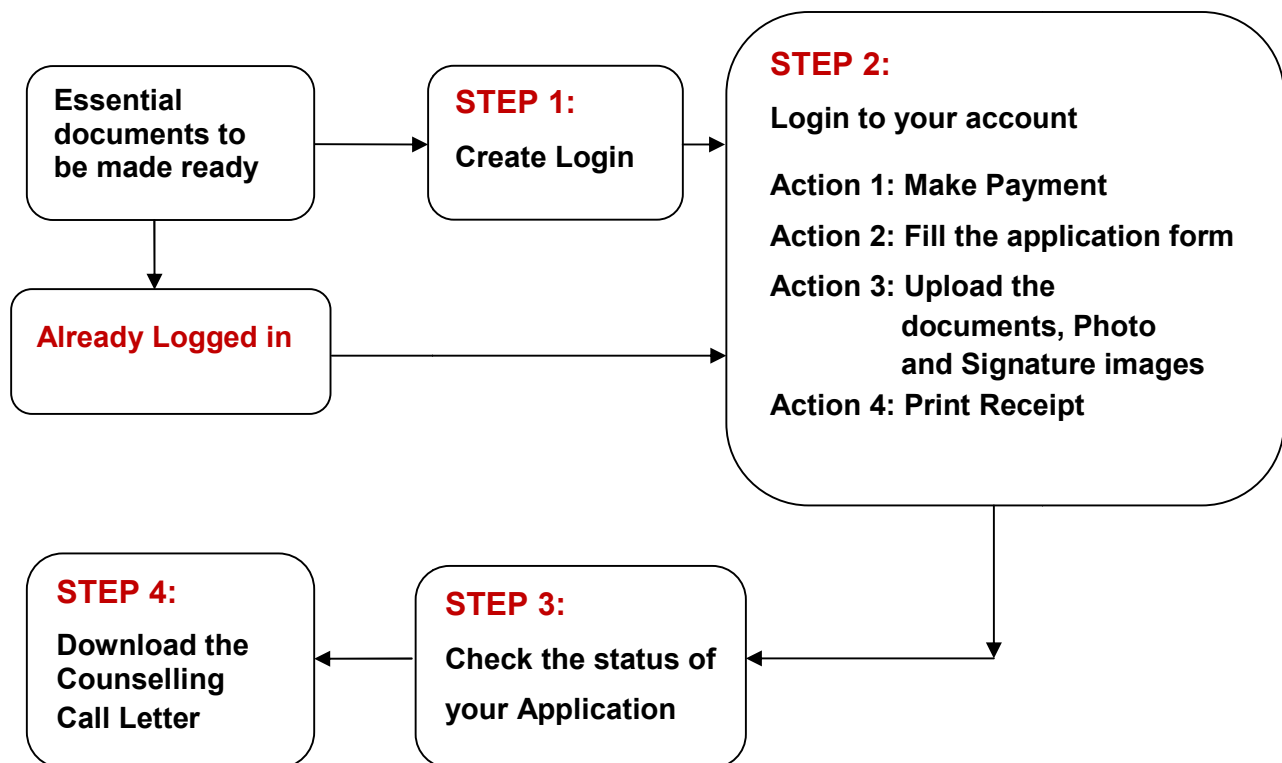 Essential
documents to
be made ready
STEP 1:
Create Login
Already Logged in
STEP 2:
Login to your account
Action 1: Make Payment
Action 2: Fill the application form
Action 3: Upload the
documents, Photo
and Signature images
Action 4: Print Receipt
STEP 3:
Check the status of
your Application
STEP 4:
Download the
Counselling
Call Letter